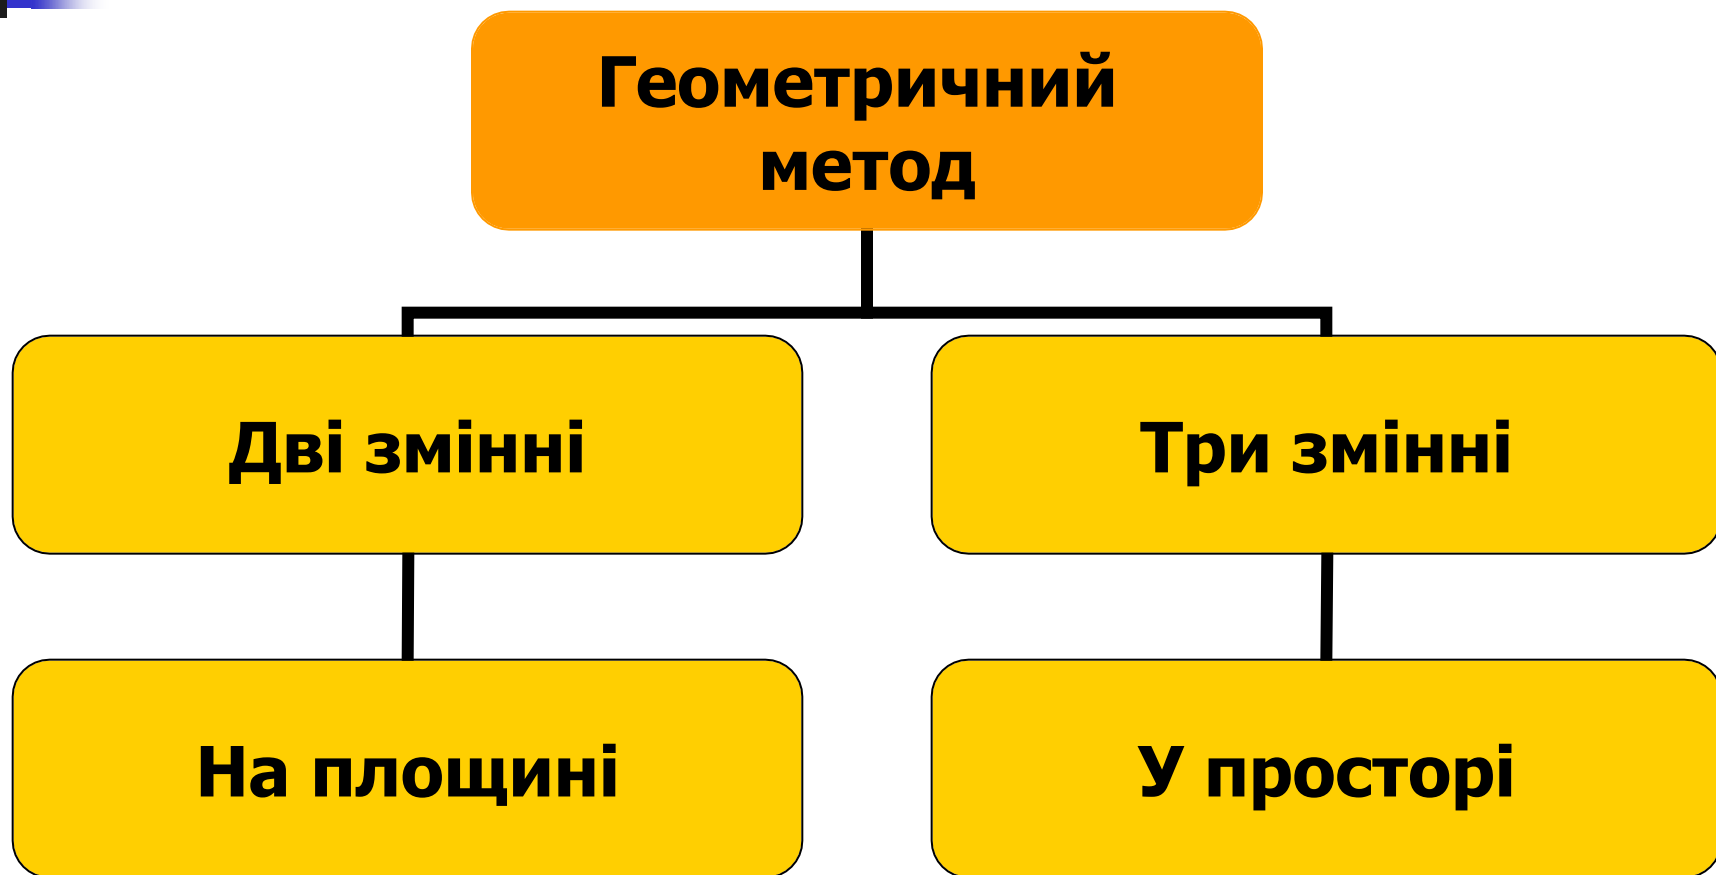 Геометричний
метод
Дві змінні
Три змінні
На площині
У просторі